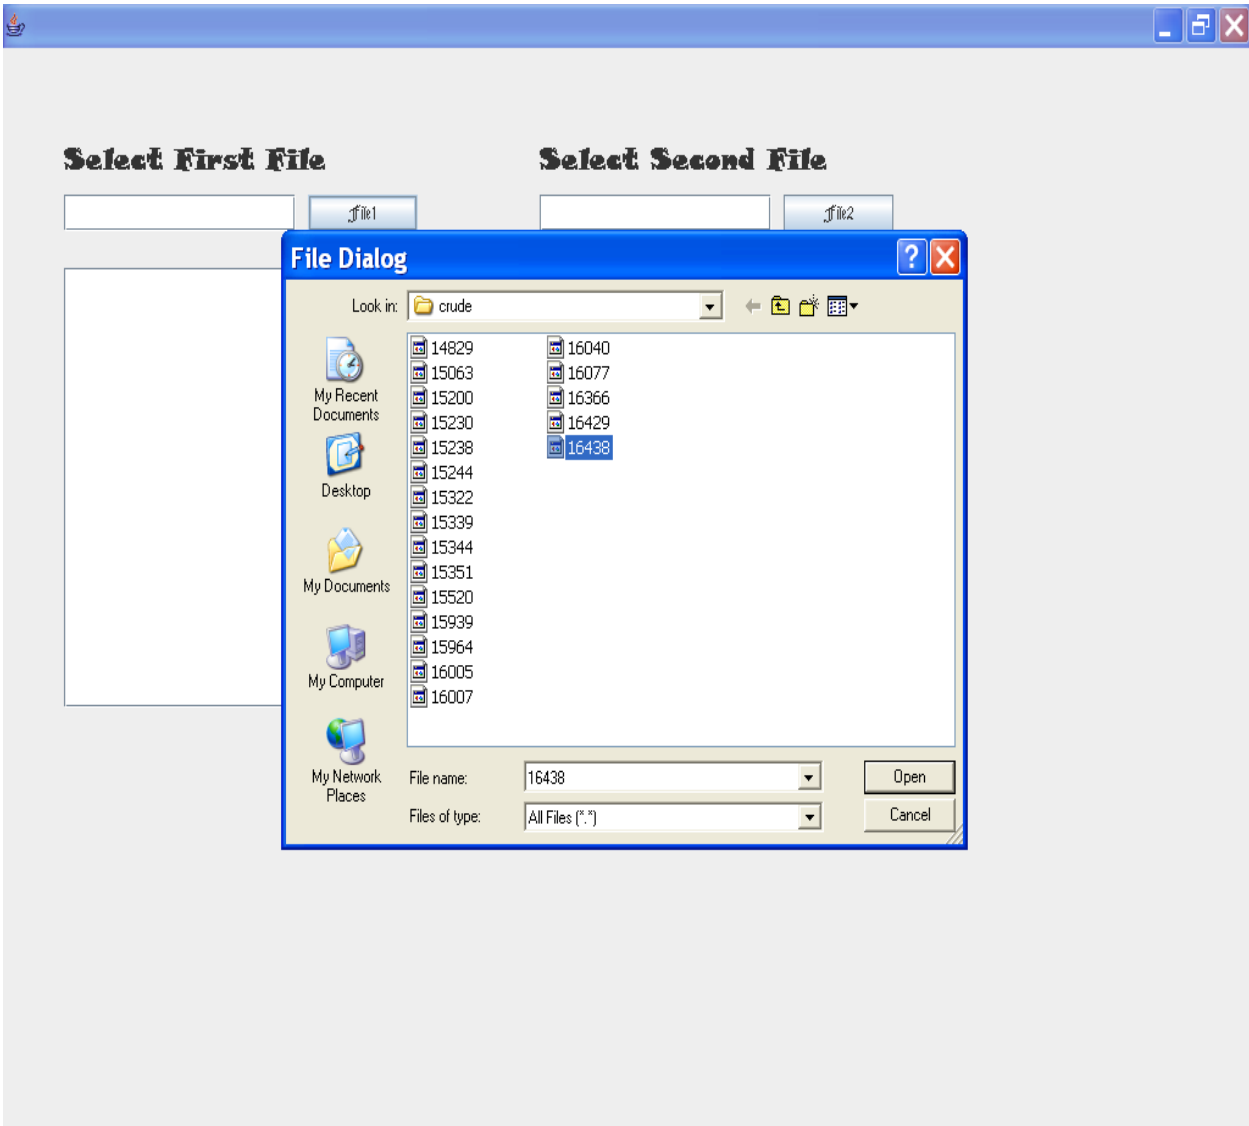 Select First File
Select Second File
File1
File2
File Dialog
?
Look in:
crude
My Recent
Documents
Desktop
My Documents
My Computer
My Network
Places
14829
15063
15200
15230
15238
15244
15322
15339
15344
15351
15520
15939
15964
16005
16007
16040
16077
16366
16429
16438
File name:
16438
Open
Files of type:
All Files (*.*)
Cancel